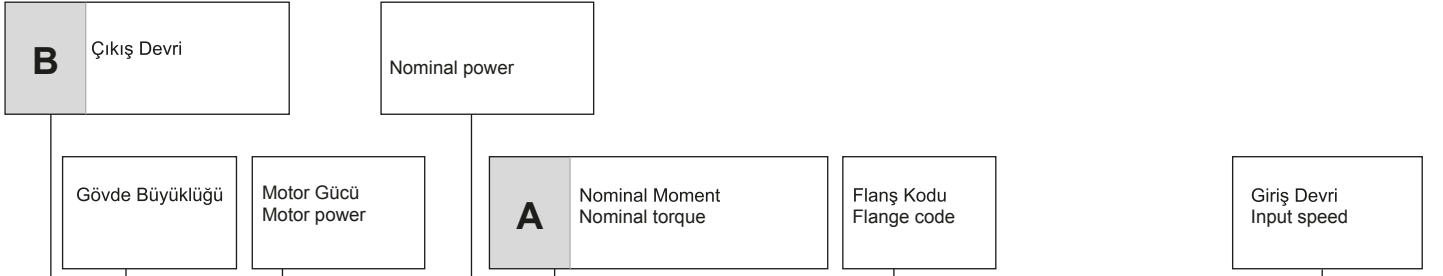 B
Çıkış Devri
Nominal power
Gövde Büyüklüğü
Motor Gücü
Motor power
A
Nominal Moment
Nominal torque
Flanş Kodu
Flange code
Giriş Devri
Input speed